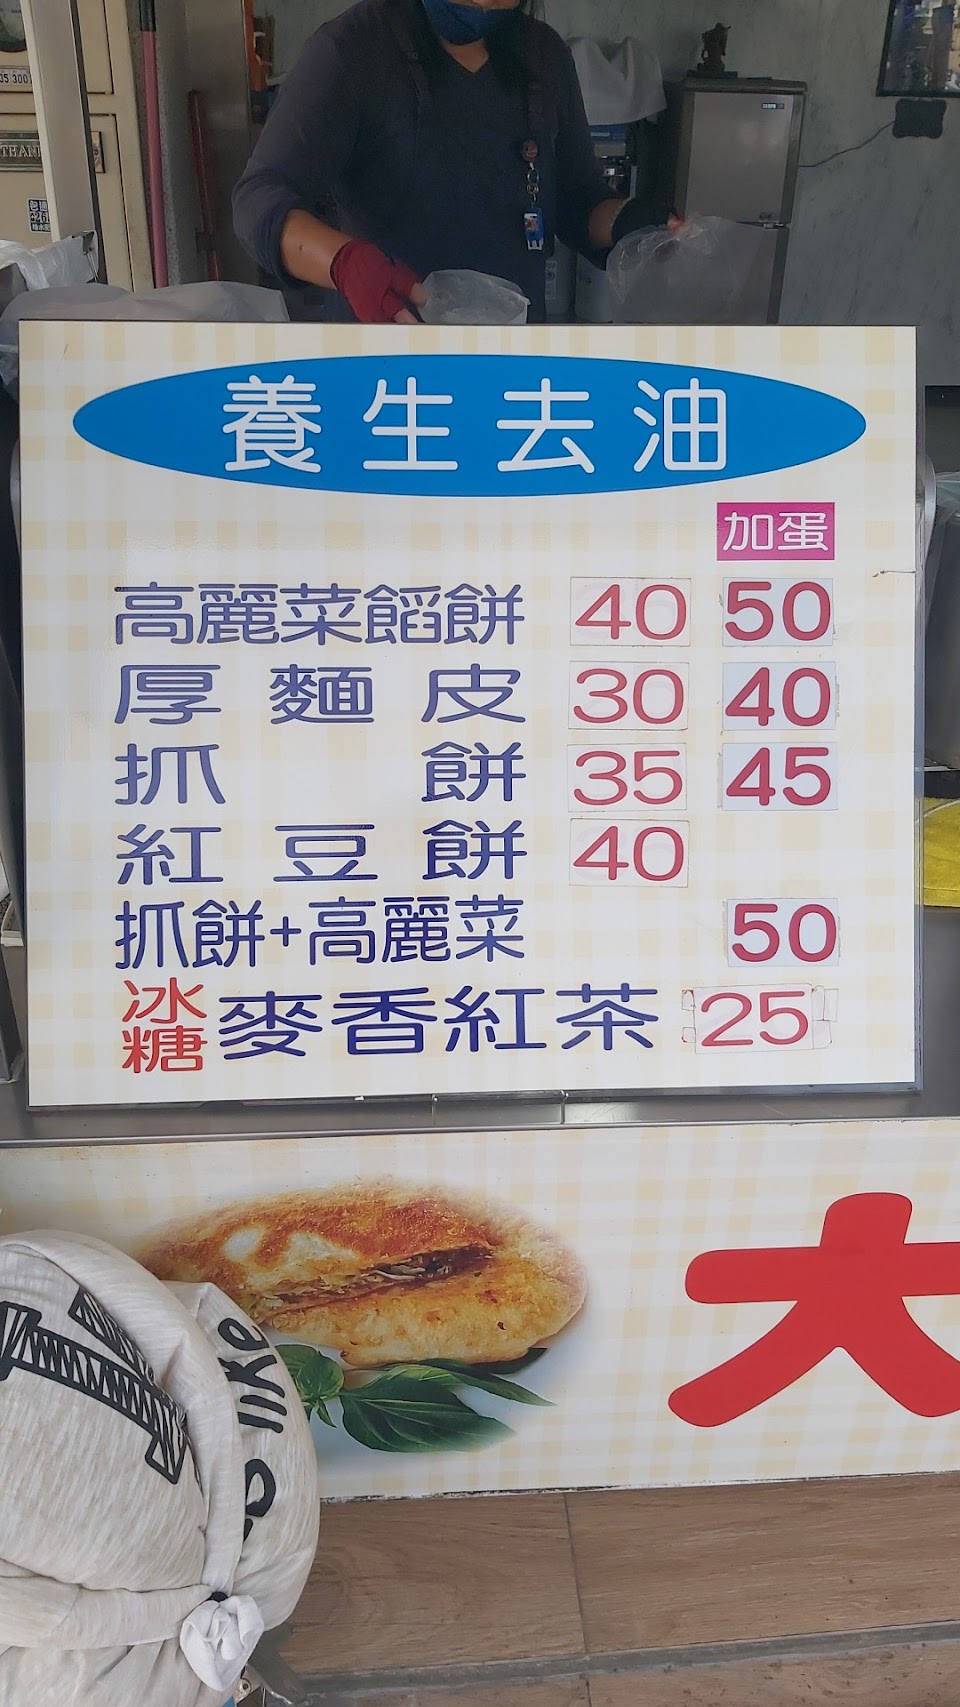 養生去油
加蛋
高麗菜餡餅 40 50
厚麵皮 30 40
抓餅 35 45
紅豆餅 40
抓餅+高麗菜 50
冰糖麥香紅茶 25
大
like